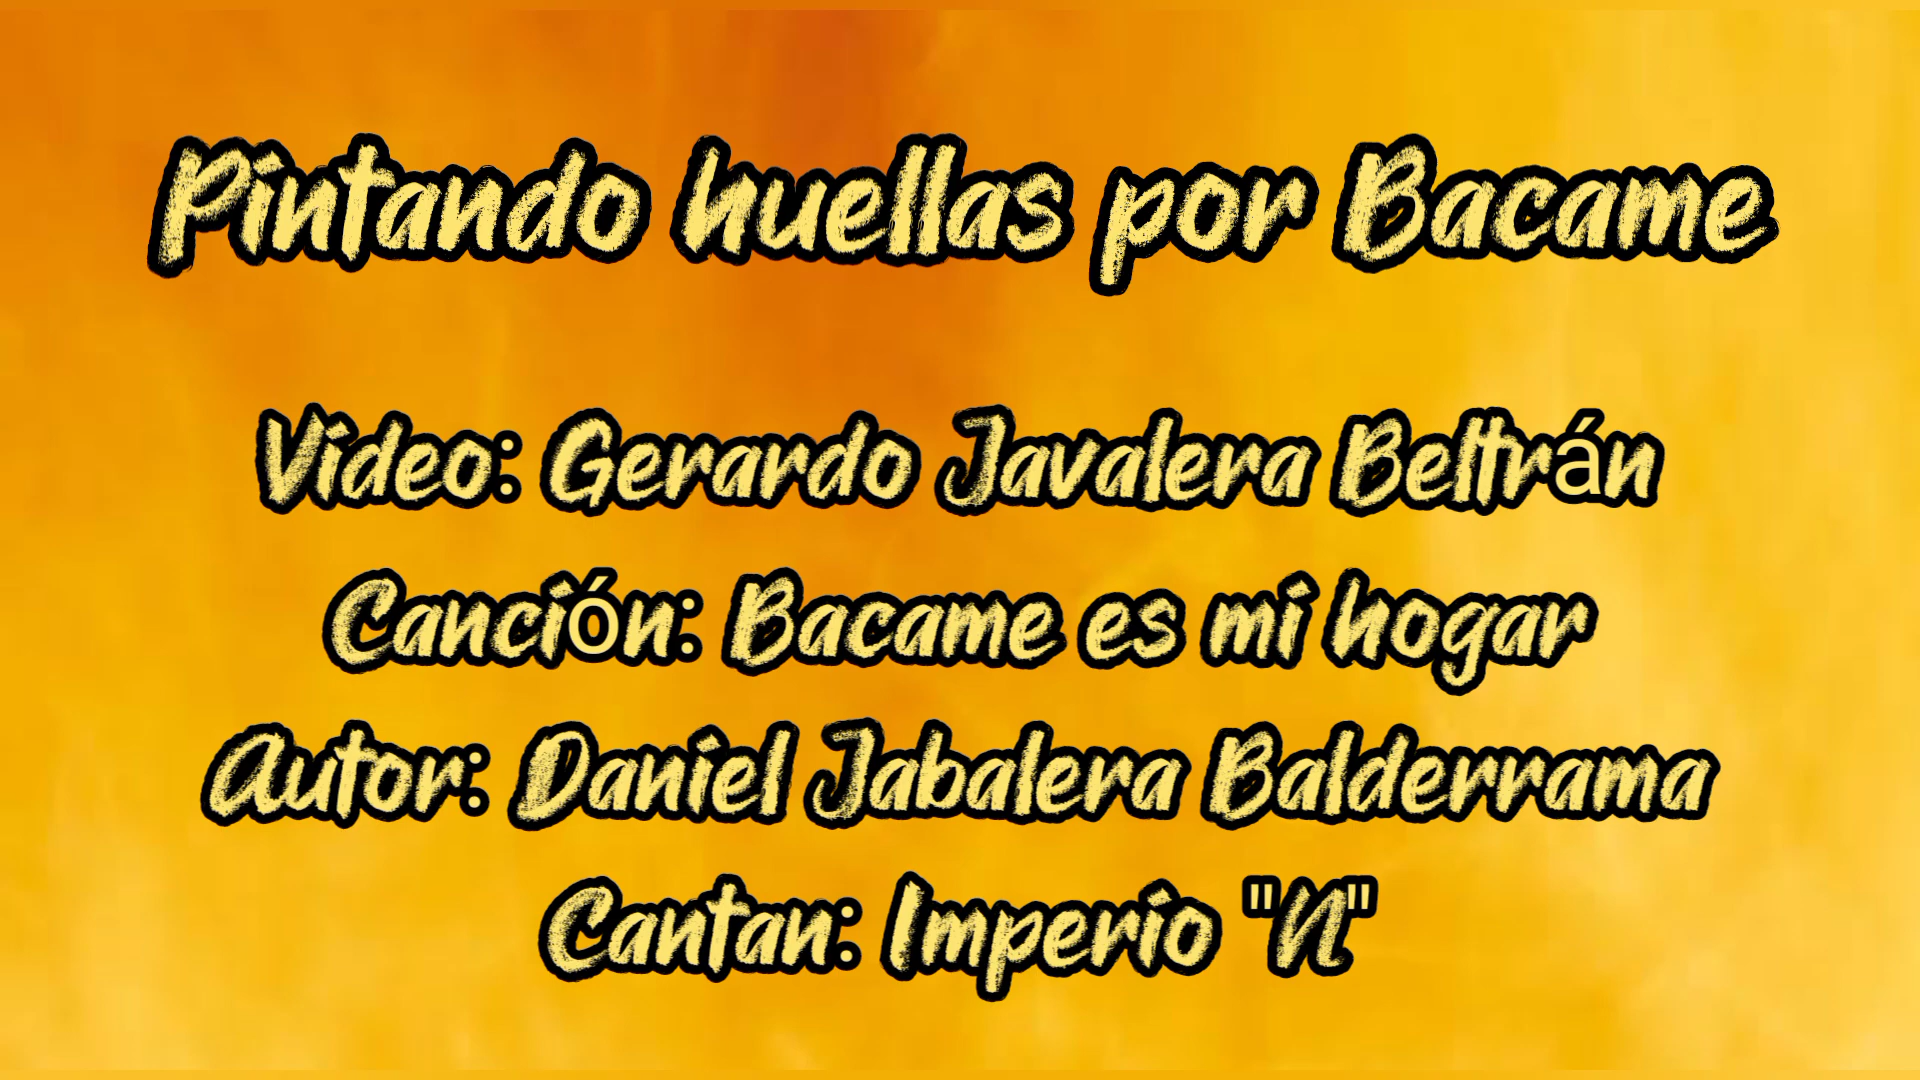 Pintando huellas por Bacame
Video: Gerardo Javalera Beltrán
Canción: Bacame es mi hogar
Autor: Daniel Jabalera Balderrama
Cantan: Imperio "N"